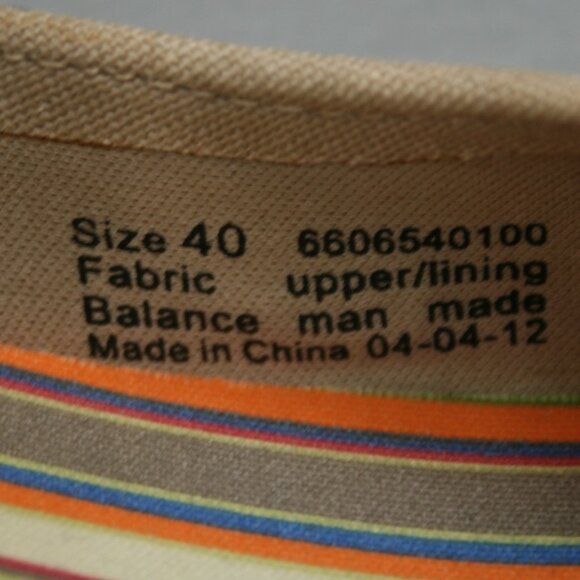 Size 40 6606540100
Fabric upper/lining
Balance man made
Made in China 04-04-12